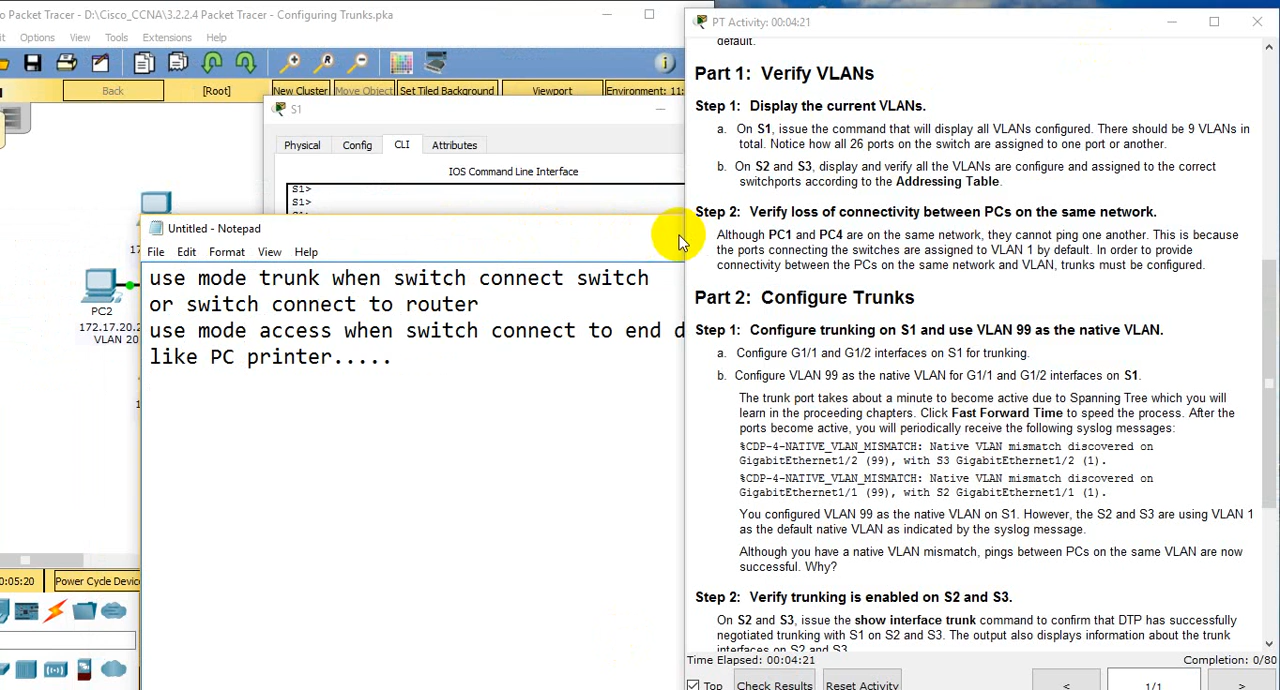 o Packet Tracer - D:\Cisco_CCNA\3.2.2.4 Packet Tracer - Configuring Trunks.pka
Options View Tools Extensions Help
Back [Root] New Cluster Move Object Set Tiled Background Viewport Environment: 11:
S1
Physical Config CLI Attributes
IOS Command Line Interface
S1>
S1>
PC2
172.17.20.2
VLAN 20
0:05:20 Power Cycle Devic
Untitled - Notepad
File Edit Format View Help
use mode trunk when switch connect switch
or switch connect to router
use mode access when switch connect to end d
like PC printer.....
PT Activity: 00:04:21
default.
Part 1: Verify VLANs
Step 1: Display the current VLANs.
a. On S1, issue the command that will display all VLANs configured. There should be 9 VLANs in
total. Notice how all 26 ports on the switch are assigned to one port or another.
b. On S2 and S3, display and verify all the VLANs are configure and assigned to the correct
switchports according to the Addressing Table.
Step 2: Verify loss of connectivity between PCs on the same network.
Although PC1 and PC4 are on the same network, they cannot ping one another. This is because
the ports connecting the switches are assigned to VLAN 1 by default. In order to provide
connectivity between the PCs on the same network and VLAN, trunks must be configured.
Part 2: Configure Trunks
Step 1: Configure trunking on S1 and use VLAN 99 as the native VLAN.
a. Configure G1/1 and G1/2 interfaces on S1 for trunking.
b. Configure VLAN 99 as the native VLAN for G1/1 and G1/2 interfaces on S1.
The trunk port takes about a minute to become active due to Spanning Tree which you will
learn in the proceeding chapters. Click Fast Forward Time to speed the process. After the
ports become active, you will periodically receive the following syslog messages:
%CDP-4-NATIVE_VLAN_MISMATCH: Native VLAN mismatch discovered on
GigabitEthernet1/2 (99), with S3 GigabitEthernet1/2 (1).
%CDP-4-NATIVE_VLAN_MISMATCH: Native VLAN mismatch discovered on
GigabitEthernet1/1 (99), with S2 GigabitEthernet1/1 (1).
You configured VLAN 99 as the native VLAN on S1. However, the S2 and S3 are using VLAN 1
as the default native VLAN as indicated by the syslog message.
Although you have a native VLAN mismatch, pings between PCs on the same VLAN are now
successful. Why?
Step 2: Verify trunking is enabled on S2 and S3.
On S2 and S3, issue the show interface trunk command to confirm that DTP has successfully
negotiated trunking with S1 on S2 and S3. The output also displays information about the trunk
interfaces on S2 and S3.
Time Elapsed: 00:04:21 Completion: 0/80
Top Check Results Reset Activity < 1/1 >